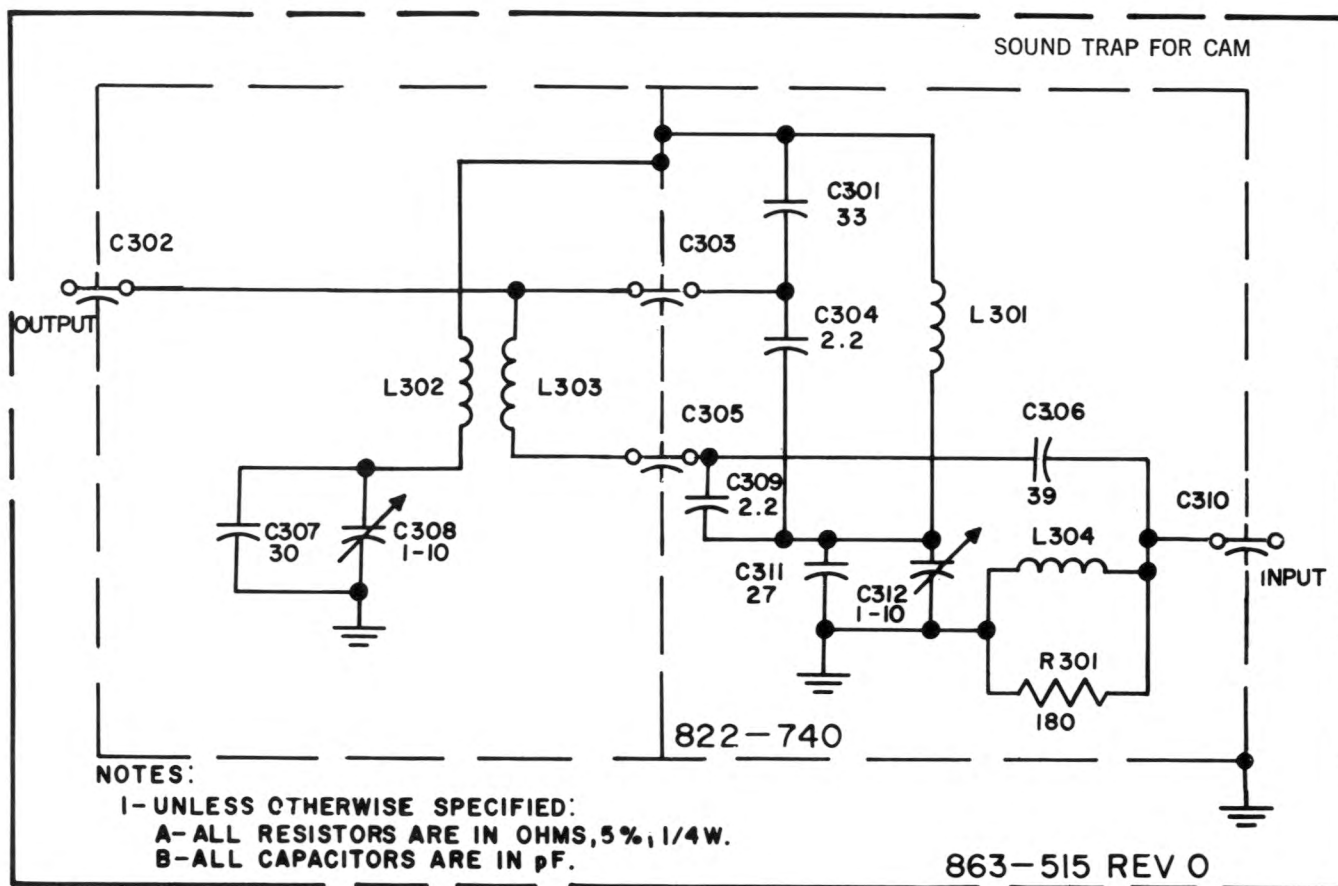 SOUND TRAP FOR CAM
C301
33
C302
C303
OUTPUT
C304
2.2
L301
L302
L303
C305
C306
39
C309
2.2
C310
INPUT
C307
30
C308
1-10
L304
C311
27
C312
1-10
R301
180
822-740
NOTES:
1- UNLESS OTHERWISE SPECIFIED:
A-ALL RESISTORS ARE IN OHMS, 5%, 1/4 W.
B-ALL CAPACITORS ARE IN pF.
863-515 REV 0